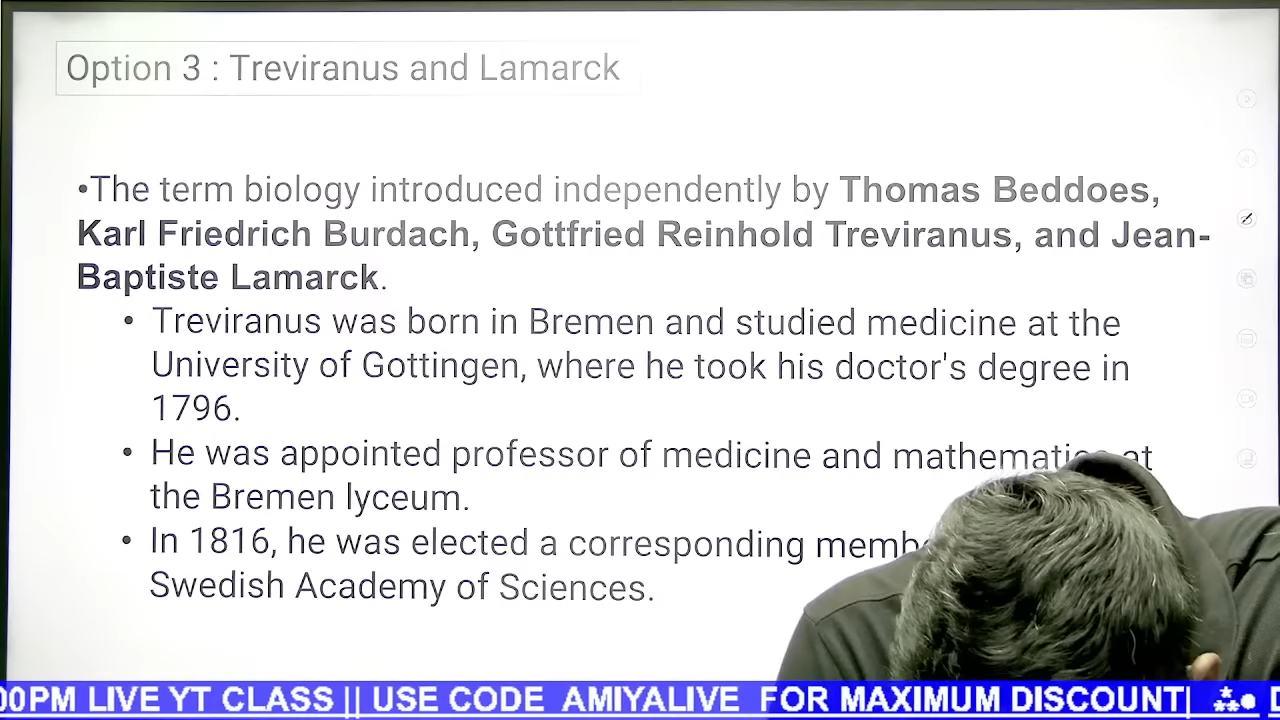 Option 3 : Treviranus and Lamarck
•The term biology introduced independently by Thomas Beddoes,
Karl Friedrich Burdach, Gottfried Reinhold Treviranus, and Jean-
Baptiste Lamarck.
• Treviranus was born in Bremen and studied medicine at the
University of Gottingen, where he took his doctor's degree in
1796.
• He was appointed professor of medicine and mathematics at
the Bremen lyceum.
• In 1816, he was elected a corresponding
Swedish Academy of Sciences.
00PM LIVE YT CLASS || USE CODE AMIYALIVE FOR MAXIMUM DISCOUNT|